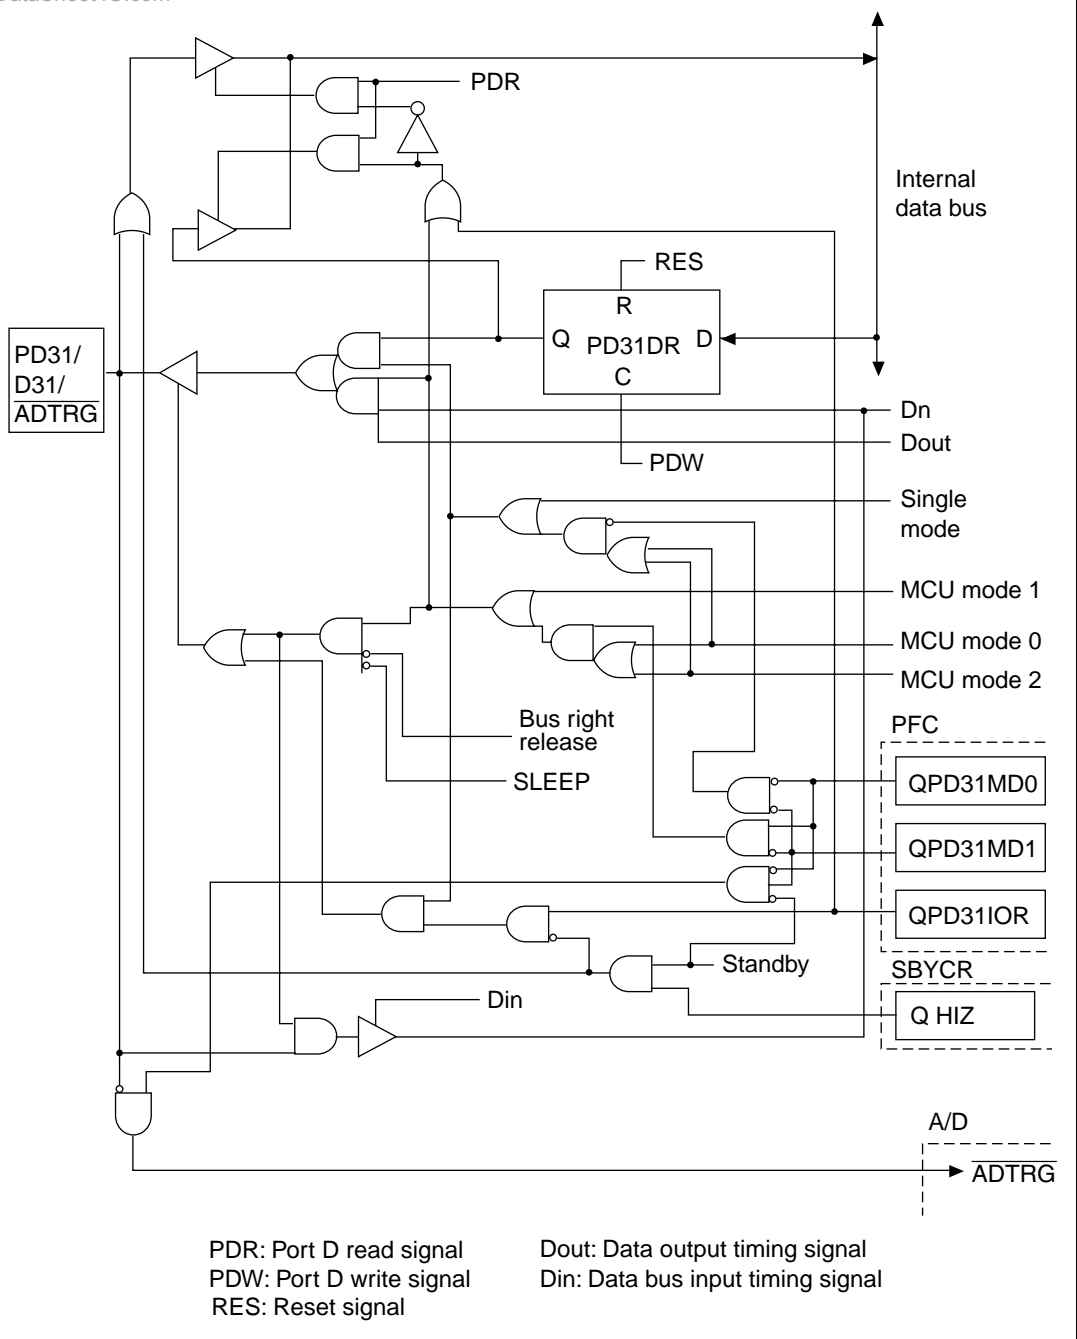 PDR
Internal
data bus
RES
R
Q
PD31DR
D
C
PD31/
D31/
ADTRG
Dn
Dout
PDW
Single
mode
MCU mode 1
MCU mode 0
MCU mode 2
Bus right
release
SLEEP
PFC
QPD31MD0
QPD31MD1
QPD31IOR
Standby
SBYCR
Q HIZ
Din
A/D
ADTRG
PDR: Port D read signal
PDW: Port D write signal
RES: Reset signal
Dout: Data output timing signal
Din: Data bus input timing signal